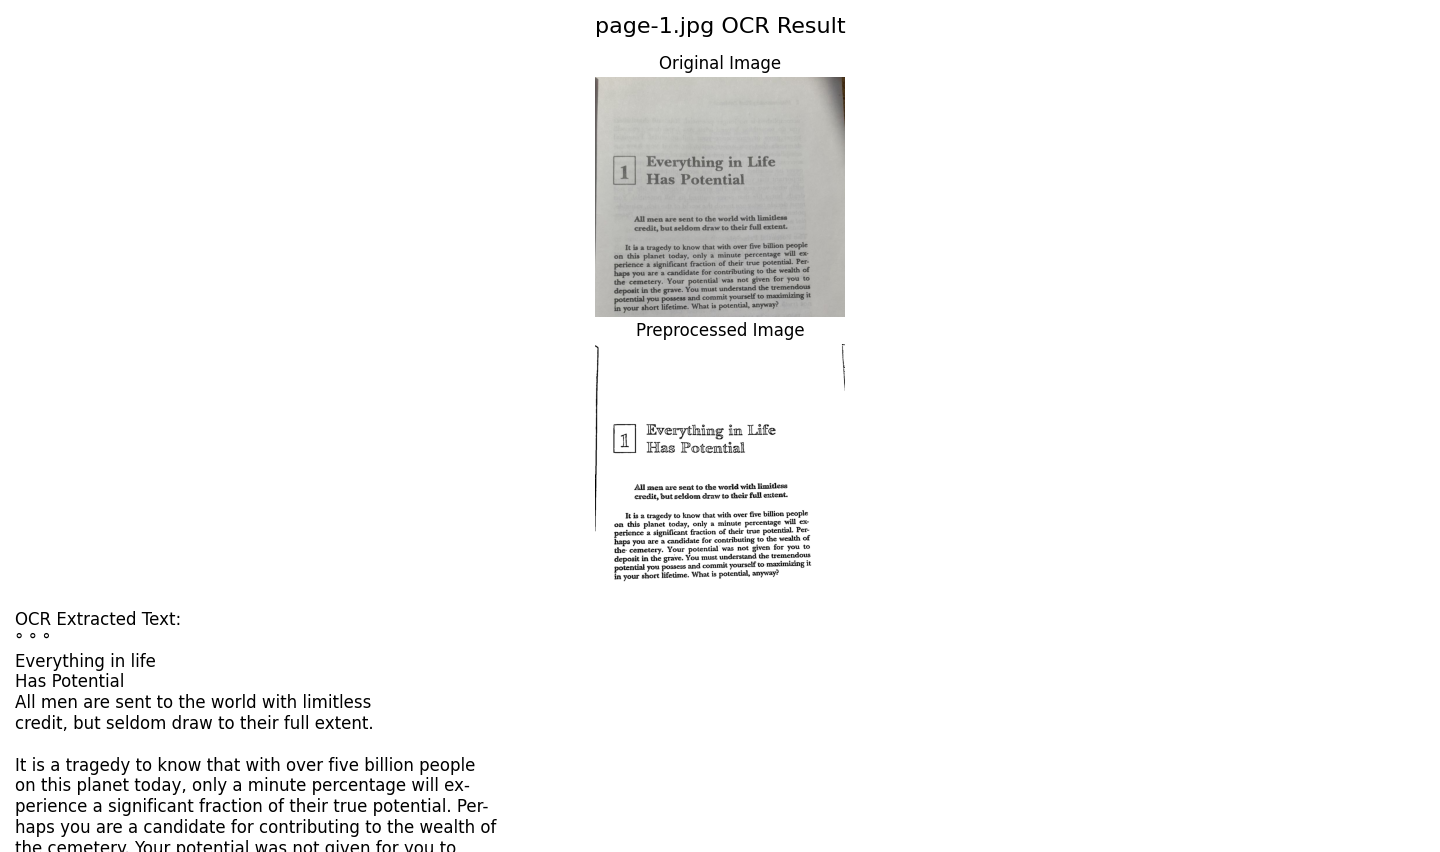 page-1.jpg OCR Result
Original Image
1
Everything in Life
Has Potential
All men are sent to the world with limitless
credit, but seldom draw to their full extent.
It is a tragedy to know that with over five billion people
on this planet today, only a minute percentage will ex-
perience a significant fraction of their true potential. Per-
haps you are a candidate for contributing to the wealth of
the cemetery. Your potential was not given for you to
deposit in the grave. You must understand the tremendous
potential you possess and commit yourself to maximizing it
in your short lifetime. What is potential, anyway?
Preprocessed Image
1
Everything in Life
Has Potential
All men are sent to the world with limitless
credit, but seldom draw to their full extent.
It is a tragedy to know that with over five billion people
on this planet today, only a minute percentage will ex-
perience a significant fraction of their true potential. Per-
haps you are a candidate for contributing to the wealth of
the cemetery. Your potential was not given for you to
deposit in the grave. You must understand the tremendous
potential you possess and commit yourself to maximizing it
in your short lifetime. What is potential, anyway?
OCR Extracted Text:
° ° °
Everything in life
Has Potential
All men are sent to the world with limitless
credit, but seldom draw to their full extent.
It is a tragedy to know that with over five billion people
on this planet today, only a minute percentage will ex-
perience a significant fraction of their true potential. Per-
haps you are a candidate for contributing to the wealth of
the cemetery. Your potential was not given for you to